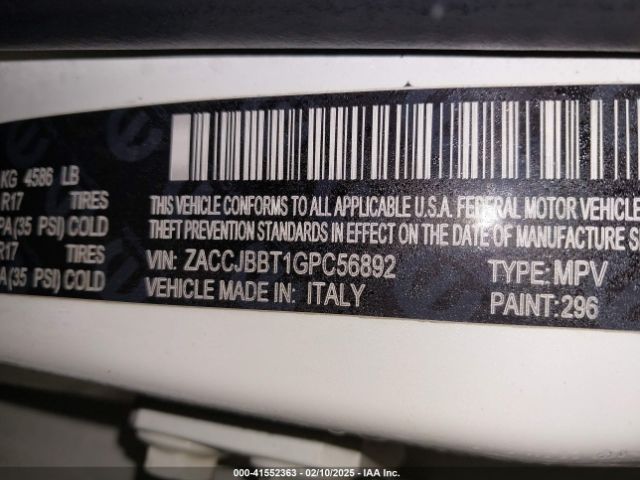 KG 4586 LB
R17 TIRES
PA(35 PSI) COLD
R17 TIRES
A(35 PSI) COLD
THIS VEHICLE CONFORMS TO ALL APPLICABLE U.S.A. FEDERAL MOTOR VEHICLE
THEFT PREVENTION STANDARDS IN EFFECT ON THE DATE OF MANUFACTURE S
VIN: ZACCJBBT1GPC56892 TYPE: MPV
VEHICLE MADE IN: ITALY PAINT: 296
000-41552363 - 02/10/2025 - IAA Inc.